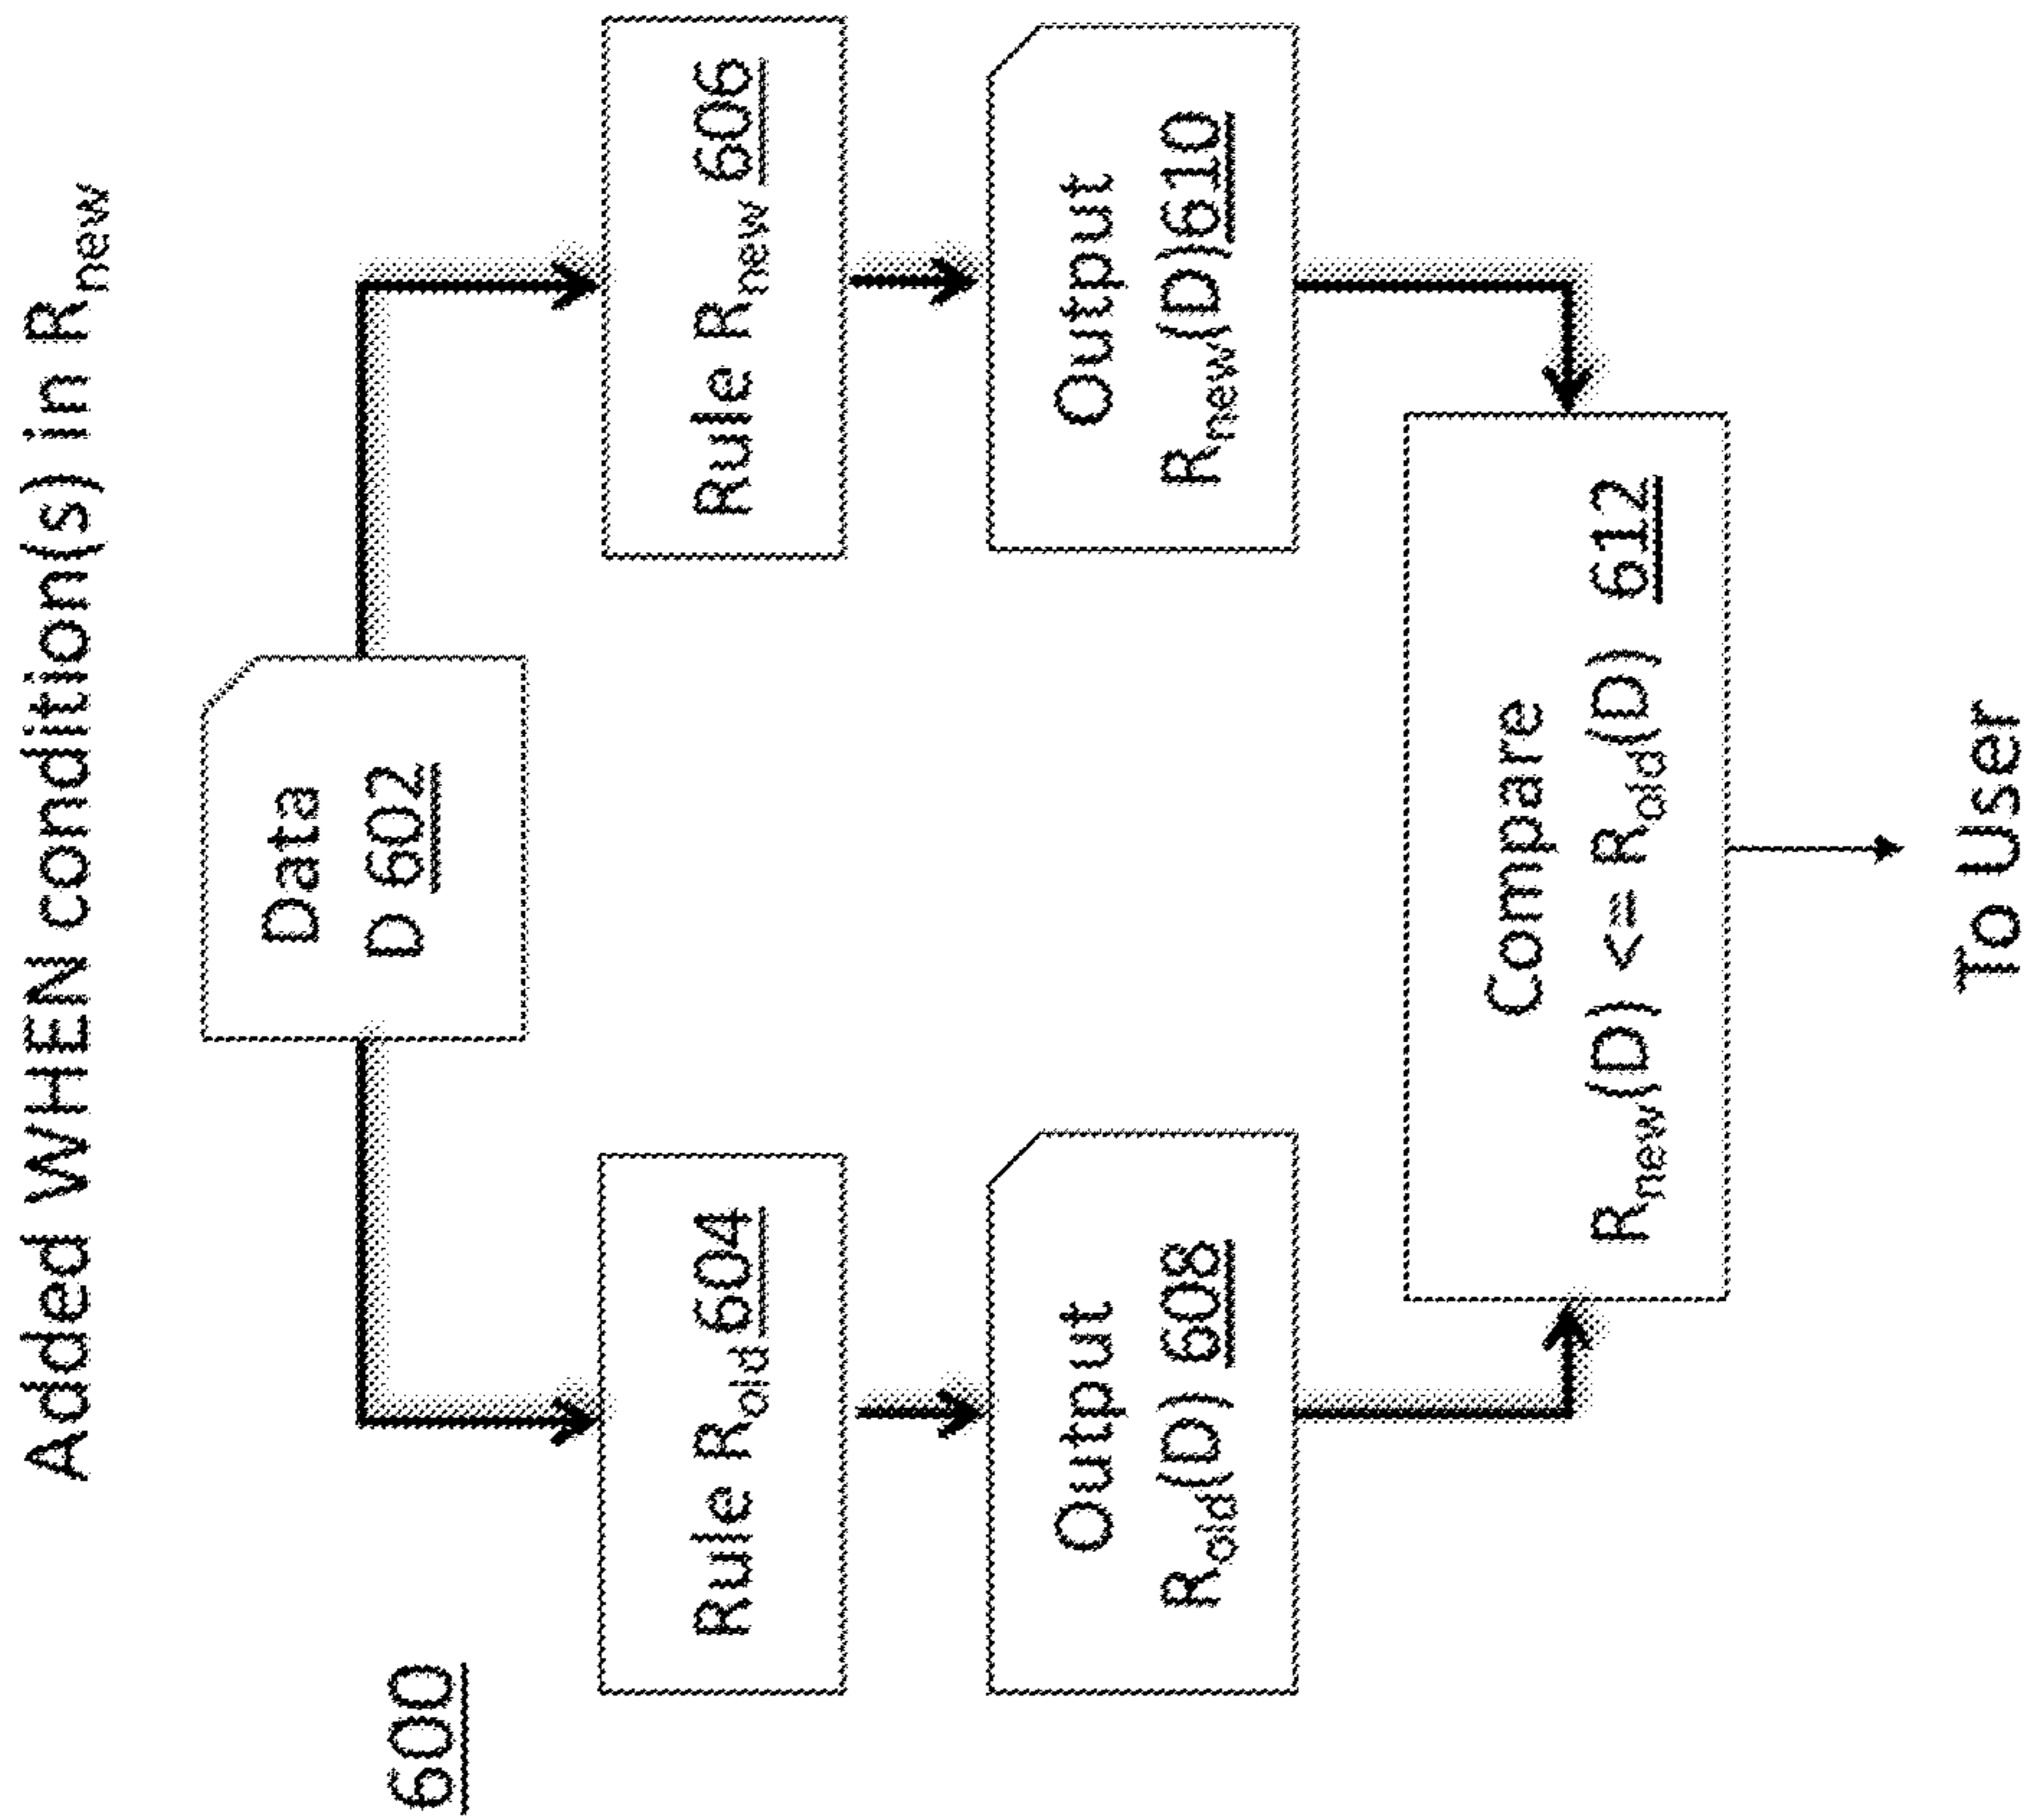 Added WHEN condition(s) in Rnew
600
Data
D 602
Rule Rold 604
Rule Rnew 606
Output
Rold(D) 608
Output
Rnew(D)610
Compare
Rnew(D) <= Rold(D) 612
To User